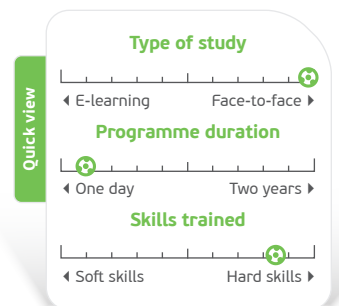 Quick view
Type of study
E-learning Face-to-face
Programme duration
One day Two years
Skills trained
Soft skills Hard skills